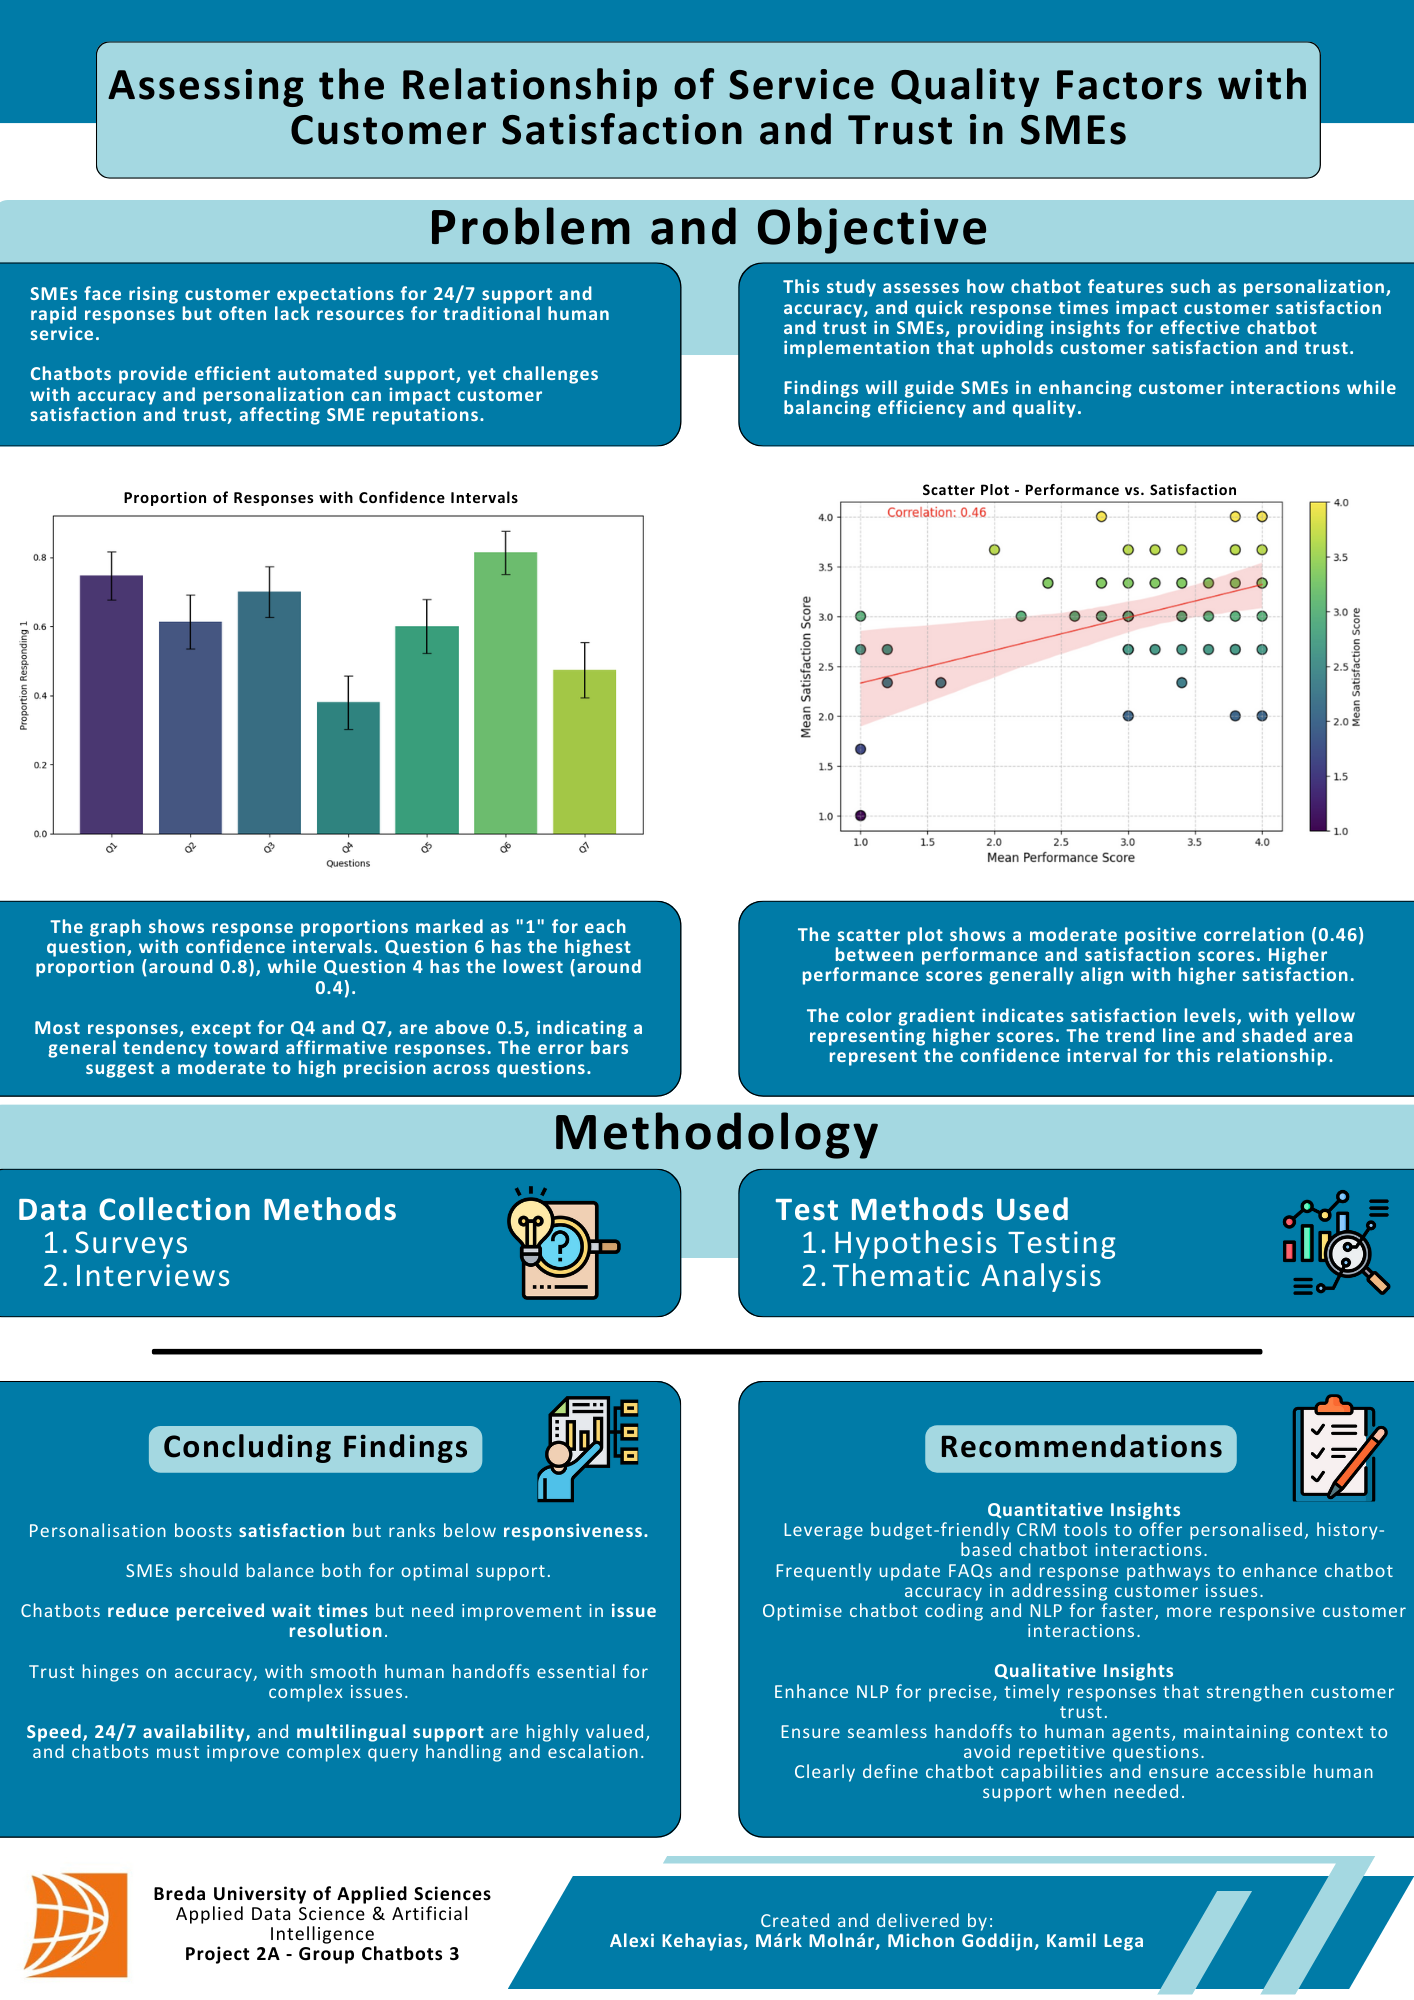 Assessing the Relationship of Service Quality Factors with
Customer Satisfaction and Trust in SMEs
Problem and Objective
SMEs face rising customer expectations for 24/7 support and
rapid responses but often lack resources for traditional human
service.
Chatbots provide efficient automated support, yet challenges
with accuracy and personalization can impact customer
satisfaction and trust, affecting SME reputations.
This study assesses how chatbot features such as personalization,
accuracy, and quick response times impact customer satisfaction
and trust in SMEs, providing insights for effective chatbot
implementation that upholds customer satisfaction and trust.
Findings will guide SMEs in enhancing customer interactions while
balancing efficiency and quality.
Proportion of Responses with Confidence Intervals
Proportion Responding 1
0.8
0.6
0.4
0.2
0.0
Q1
Q2
Q3
Q4
Q5
Q6
Q7
Questions
Scatter Plot - Performance vs. Satisfaction
Correlation: 0.46
Mean Satisfaction Score
4.0
3.5
3.0
2.5
2.0
1.5
1.0
1.0
1.5
2.0
2.5
3.0
3.5
4.0
Mean Performance Score
4.0
3.5
3.0
2.5
2.0
1.5
1.0
Mean Satisfaction Score
The graph shows response proportions marked as "1" for each
question, with confidence intervals. Question 6 has the highest
proportion (around 0.8), while Question 4 has the lowest (around
0.4).
Most responses, except for Q4 and Q7, are above 0.5, indicating a
general tendency toward affirmative responses. The error bars
suggest a moderate to high precision across questions.
The scatter plot shows a moderate positive correlation (0.46)
between performance and satisfaction scores. Higher
performance scores generally align with higher satisfaction.
The color gradient indicates satisfaction levels, with yellow
representing higher scores. The trend line and shaded area
represent the confidence interval for this relationship.
Methodology
Data Collection Methods
1. Surveys
2. Interviews
?
Test Methods Used
1. Hypothesis Testing
2. Thematic Analysis
Concluding Findings
Personalisation boosts satisfaction but ranks below responsiveness.
SMEs should balance both for optimal support.
Chatbots reduce perceived wait times but need improvement in issue
resolution.
Trust hinges on accuracy, with smooth human handoffs essential for
complex issues.
Speed, 24/7 availability, and multilingual support are highly valued,
and chatbots must improve complex query handling and escalation.
Recommendations
Quantitative Insights
Leverage budget-friendly CRM tools to offer personalised, history-
based chatbot interactions.
Frequently update FAQs and response pathways to enhance chatbot
accuracy in addressing customer issues.
Optimise chatbot coding and NLP for faster, more responsive customer
interactions.
Qualitative Insights
Enhance NLP for precise, timely responses that strengthen customer
trust.
Ensure seamless handoffs to human agents, maintaining context to
avoid repetitive questions.
Clearly define chatbot capabilities and ensure accessible human
support when needed.
Breda University of Applied Sciences
Applied Data Science & Artificial
Intelligence
Project 2A - Group Chatbots 3
Created and delivered by:
Alexi Kehayias, Márk Molnár, Michon Goddijn, Kamil Lega